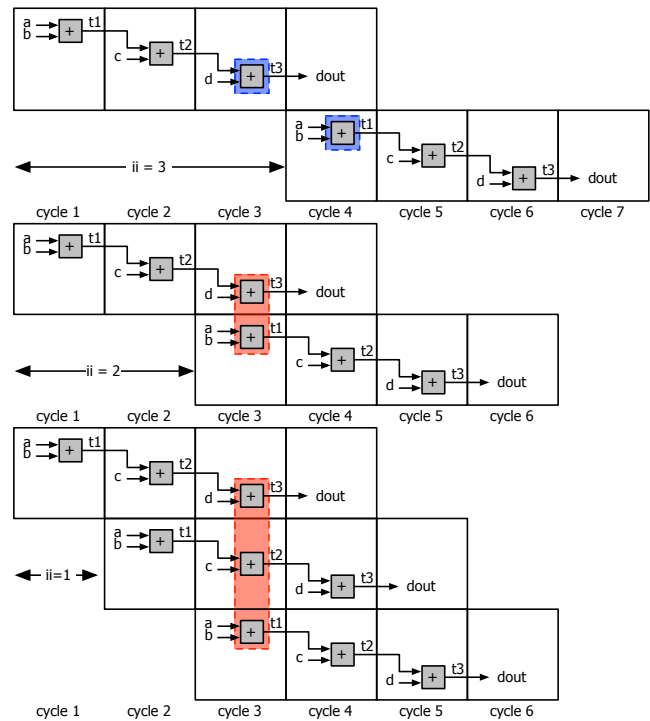 a t1
b +
c + t2
d + t3 dout
a t1
b +
c + t2
d + t3 dout
ii = 3
cycle 1 cycle 2 cycle 3 cycle 4 cycle 5 cycle 6 cycle 7
a t1
b +
c + t2
d + t3 dout
a t1
b +
c + t2
d + t3 dout
ii = 2
cycle 1 cycle 2 cycle 3 cycle 4 cycle 5 cycle 6
a t1
b +
c + t2
d + t3 dout
a t1
b +
c + t2
d + t3 dout
ii=1
a t1
b +
c + t2
d + t3 dout
cycle 1 cycle 2 cycle 3 cycle 4 cycle 5 cycle 6